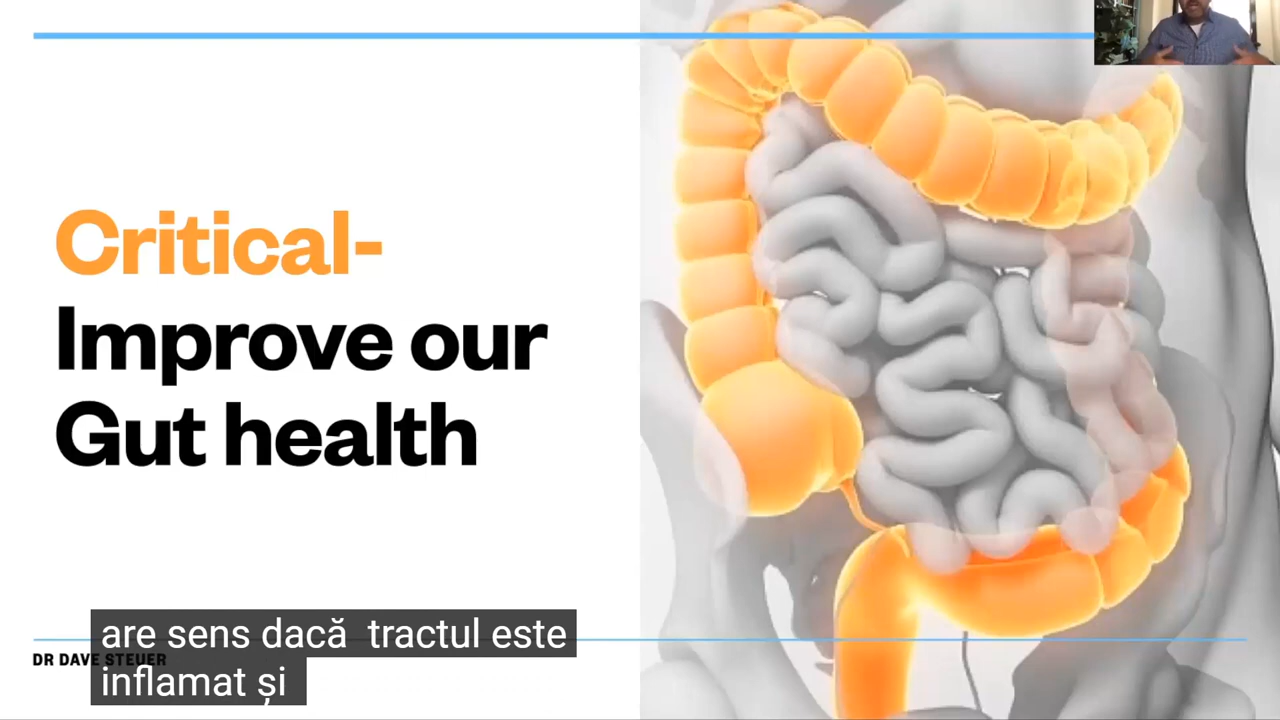 Critical-
Improve our
Gut health
DR DAVE STEUER
are sens dacă tractul este
inflamat și